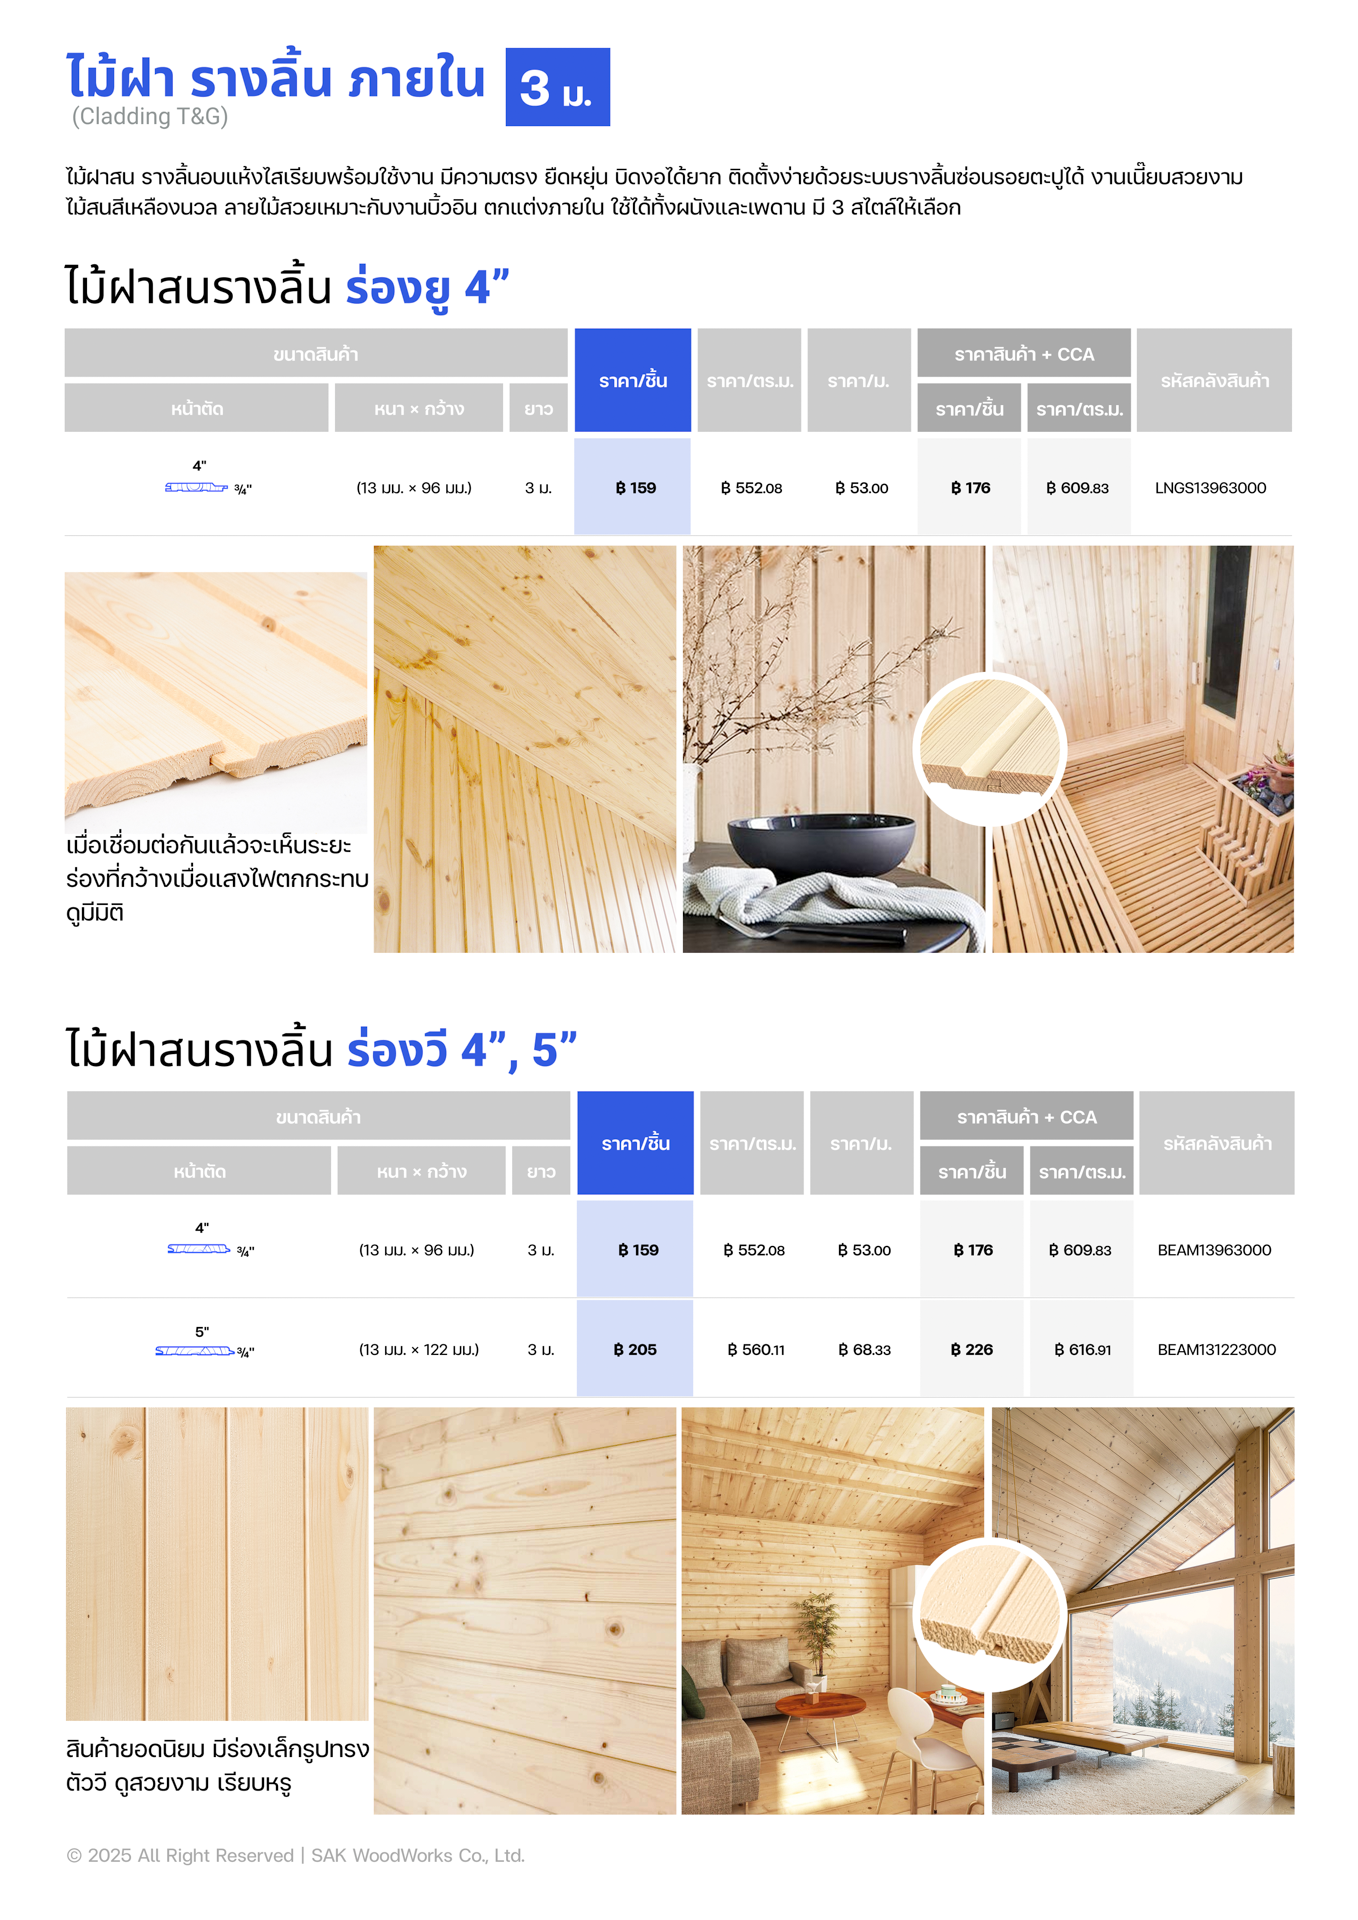 ไม้ฝา รางลิ้น ภายใน 3 ม.
(Cladding T&G)
ไม้ฝาสน รางลิ้นอบแห้งไสเรียบพร้อมใช้งาน มีความตรง ยืดหยุ่น บิดงอได้ยาก ติดตั้งง่ายด้วยระบบรางลิ้นซ่อนรอยตะปูได้ งานเนี๊ยบสวยงาม
ไม้สนสีเหลืองนวล ลายไม้สวยเหมาะกับงานบิ้วอิน ตกแต่งภายใน ใช้ได้ทั้งผนังและเพดาน มี 3 สไตล์ให้เลือก
ไม้ฝาสนรางลิ้น ร่องยู 4”
ขนาดสินค้า ราคา/ชิ้น ราคา/ตร.ม. ราคา/ม. ราคาสินค้า + CCA รหัสคลังสินค้า
หน้าตัด หนา × กว้าง ยาว ราคา/ชิ้น ราคา/ตร.ม.
4"
¾" (13 มม. × 96 มม.) 3 ม. ฿ 159 ฿ 552.08 ฿ 53.00 ฿ 176 ฿ 609.83 LNGS13963000
เมื่อเชื่อมต่อกันแล้วจะเห็นระยะ
ร่องที่กว้างเมื่อแสงไฟตกกระทบ
ดูมีมิติ
ไม้ฝาสนรางลิ้น ร่องวี 4”, 5”
ขนาดสินค้า ราคา/ชิ้น ราคา/ตร.ม. ราคา/ม. ราคาสินค้า + CCA รหัสคลังสินค้า
หน้าตัด หนา × กว้าง ยาว ราคา/ชิ้น ราคา/ตร.ม.
4"
¾" (13 มม. × 96 มม.) 3 ม. ฿ 159 ฿ 552.08 ฿ 53.00 ฿ 176 ฿ 609.83 BEAM13963000
5"
¾" (13 มม. × 122 มม.) 3 ม. ฿ 205 ฿ 560.11 ฿ 68.33 ฿ 226 ฿ 616.91 BEAM131223000
สินค้ายอดนิยม มีร่องเล็กรูปทรง
ตัววี ดูสวยงาม เรียบหรู
© 2025 All Right Reserved | SAK WoodWorks Co., Ltd.